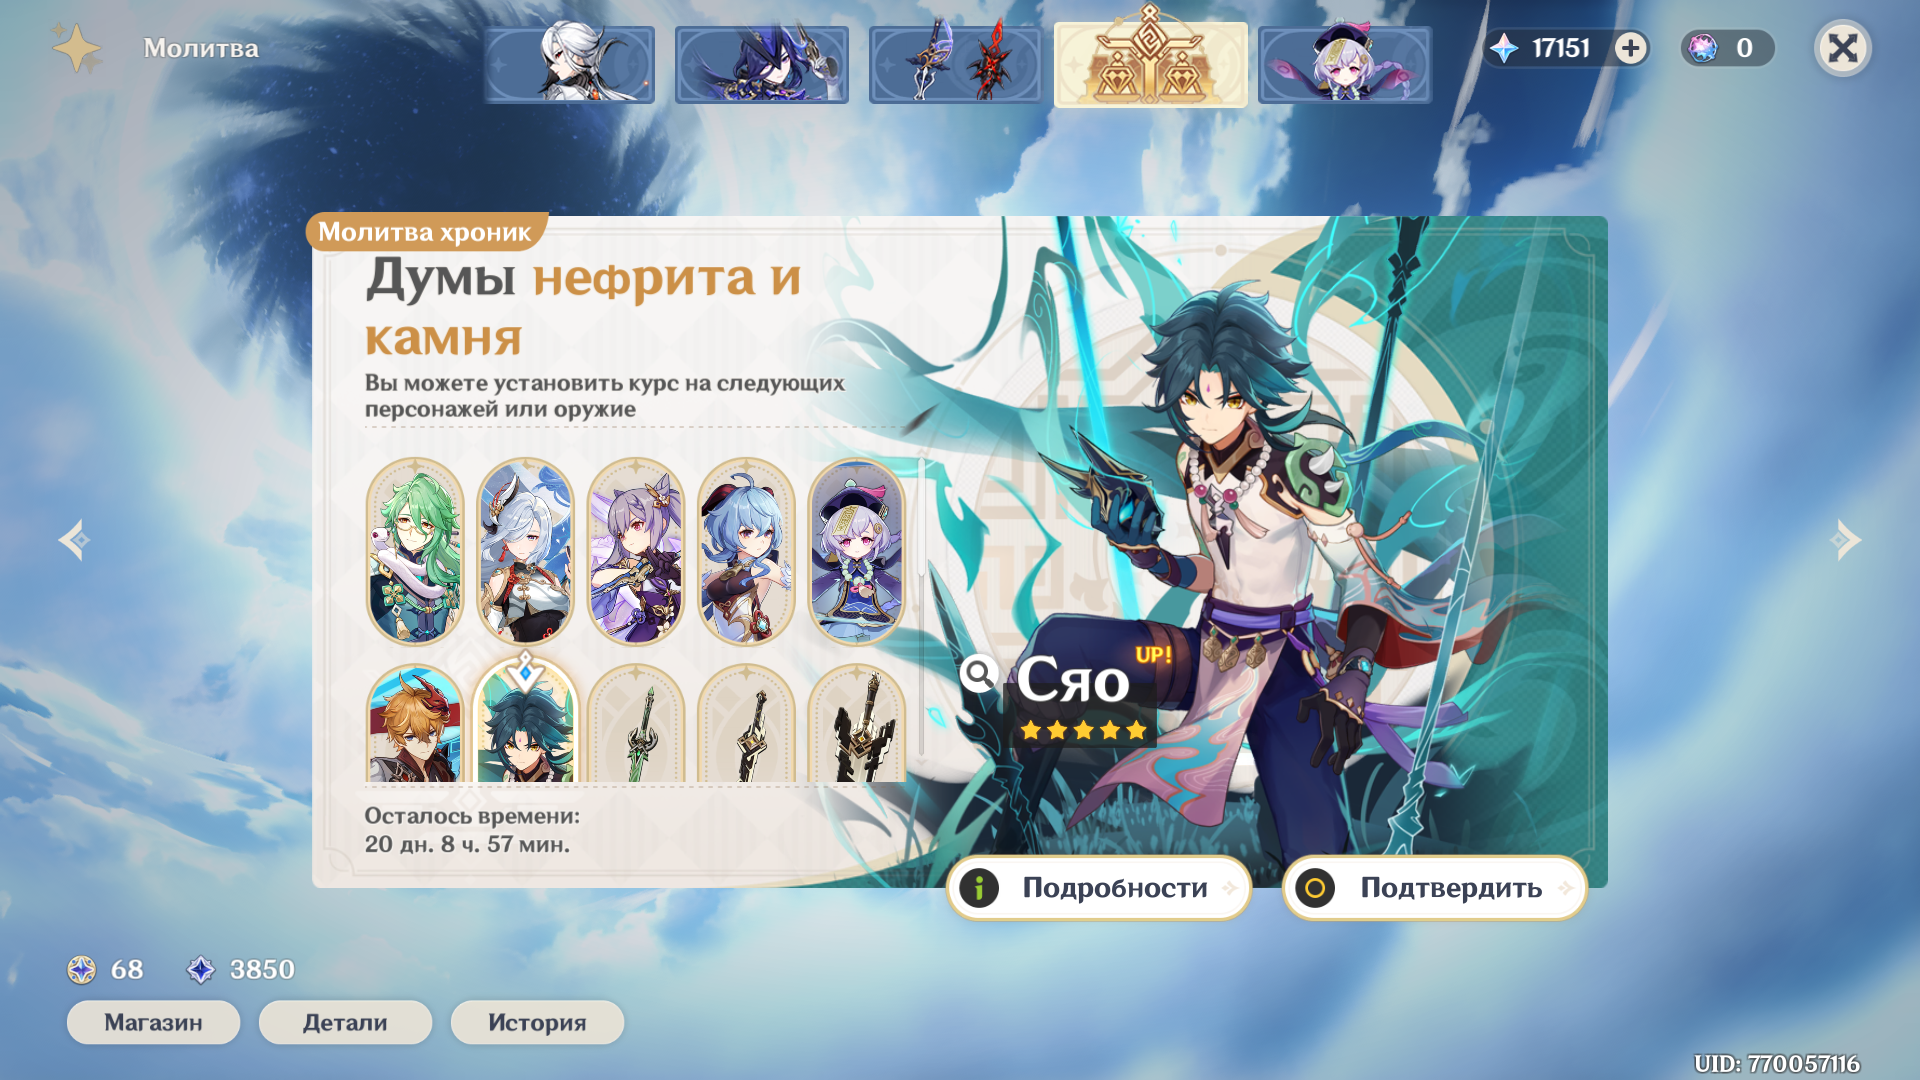 Молитва
17151
0
Молитва хроник
Думы нефрита и
камня
Вы можете установить курс на следующих
персонажей или оружие
UP!
Сяо
Осталось времени:
20 дн. 8 ч. 57 мин.
Подробности
Подтвердить
68
3850
Магазин
Детали
История
UID: 770057116